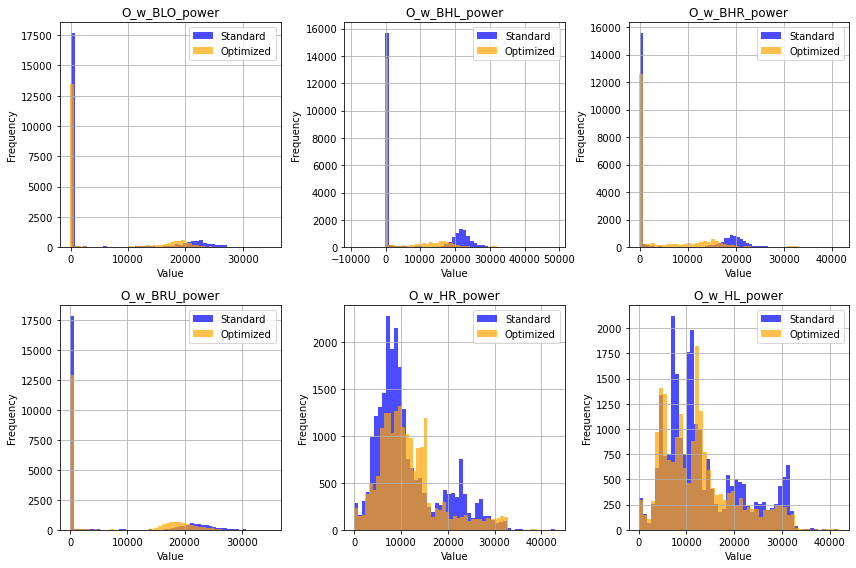 O_w_BLO_power
Standard
Optimized
Frequency
17500
15000
12500
10000
7500
5000
2500
0
0 10000 20000 30000
Value
O_w_BHL_power
Standard
Optimized
Frequency
16000
14000
12000
10000
8000
6000
4000
2000
0
−10000 0 10000 20000 30000 40000 50000
Value
O_w_BHR_power
Standard
Optimized
Frequency
16000
14000
12000
10000
8000
6000
4000
2000
0
0 10000 20000 30000 40000
Value
O_w_BRU_power
Standard
Optimized
Frequency
17500
15000
12500
10000
7500
5000
2500
0
0 10000 20000 30000
Value
O_w_HR_power
Standard
Optimized
Frequency
2000
1500
1000
500
0
0 10000 20000 30000 40000
Value
O_w_HL_power
Standard
Optimized
Frequency
2000
1750
1500
1250
1000
750
500
250
0
0 10000 20000 30000 40000
Value